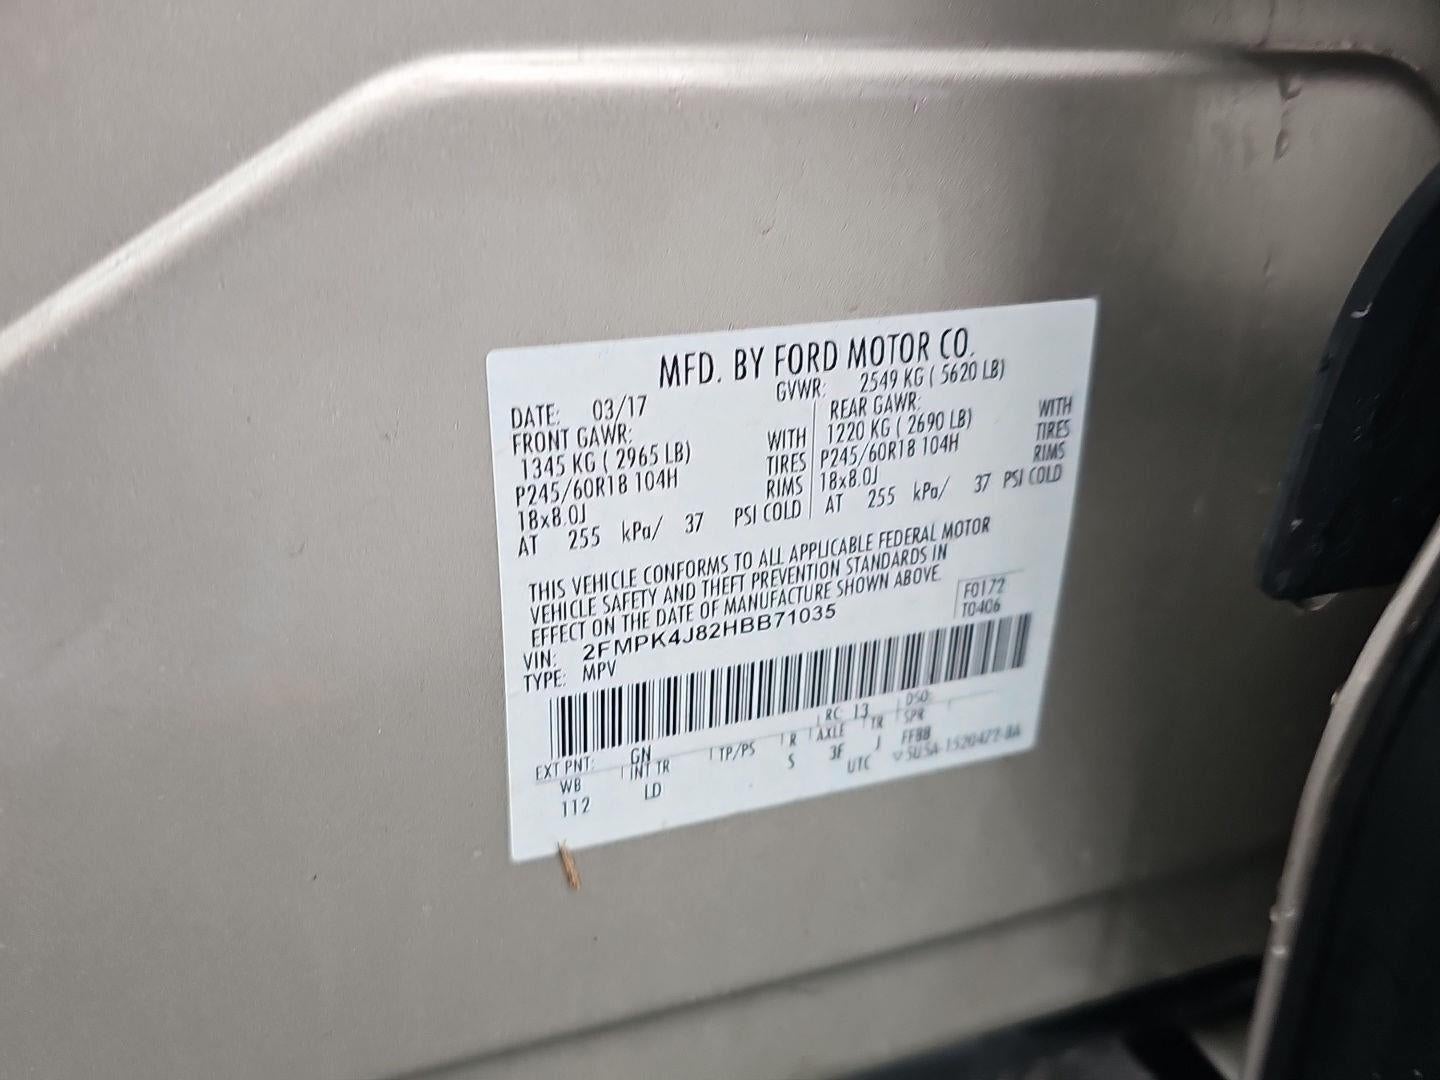 MFD. BY FORD MOTOR CO.
DATE: 03/17 GVWR: 2549 KG ( 5620 LB)
FRONT GAWR: REAR GAWR:
1345 KG ( 2965 LB) WITH 1220 KG ( 2690 LB) WITH
P245/60R18 104H TIRES P245/60R18 104H TIRES
18x8.0J RIMS 18x8.0J RIMS
AT 255 kPa/ 37 PSI COLD AT 255 kPa/ 37 PSI COLD
THIS VEHICLE CONFORMS TO ALL APPLICABLE FEDERAL MOTOR
VEHICLE SAFETY AND THEFT PREVENTION STANDARDS IN
EFFECT ON THE DATE OF MANUFACTURE SHOWN ABOVE.
F0172
VIN: 2FMPK4J82HBB71035 T0406
TYPE: MPV
EXT PNT: GN RC: 13 DSO:
WB INT TR TP/PS R AXLE TR SPR
112 LD S 3F J FFBB
UTC